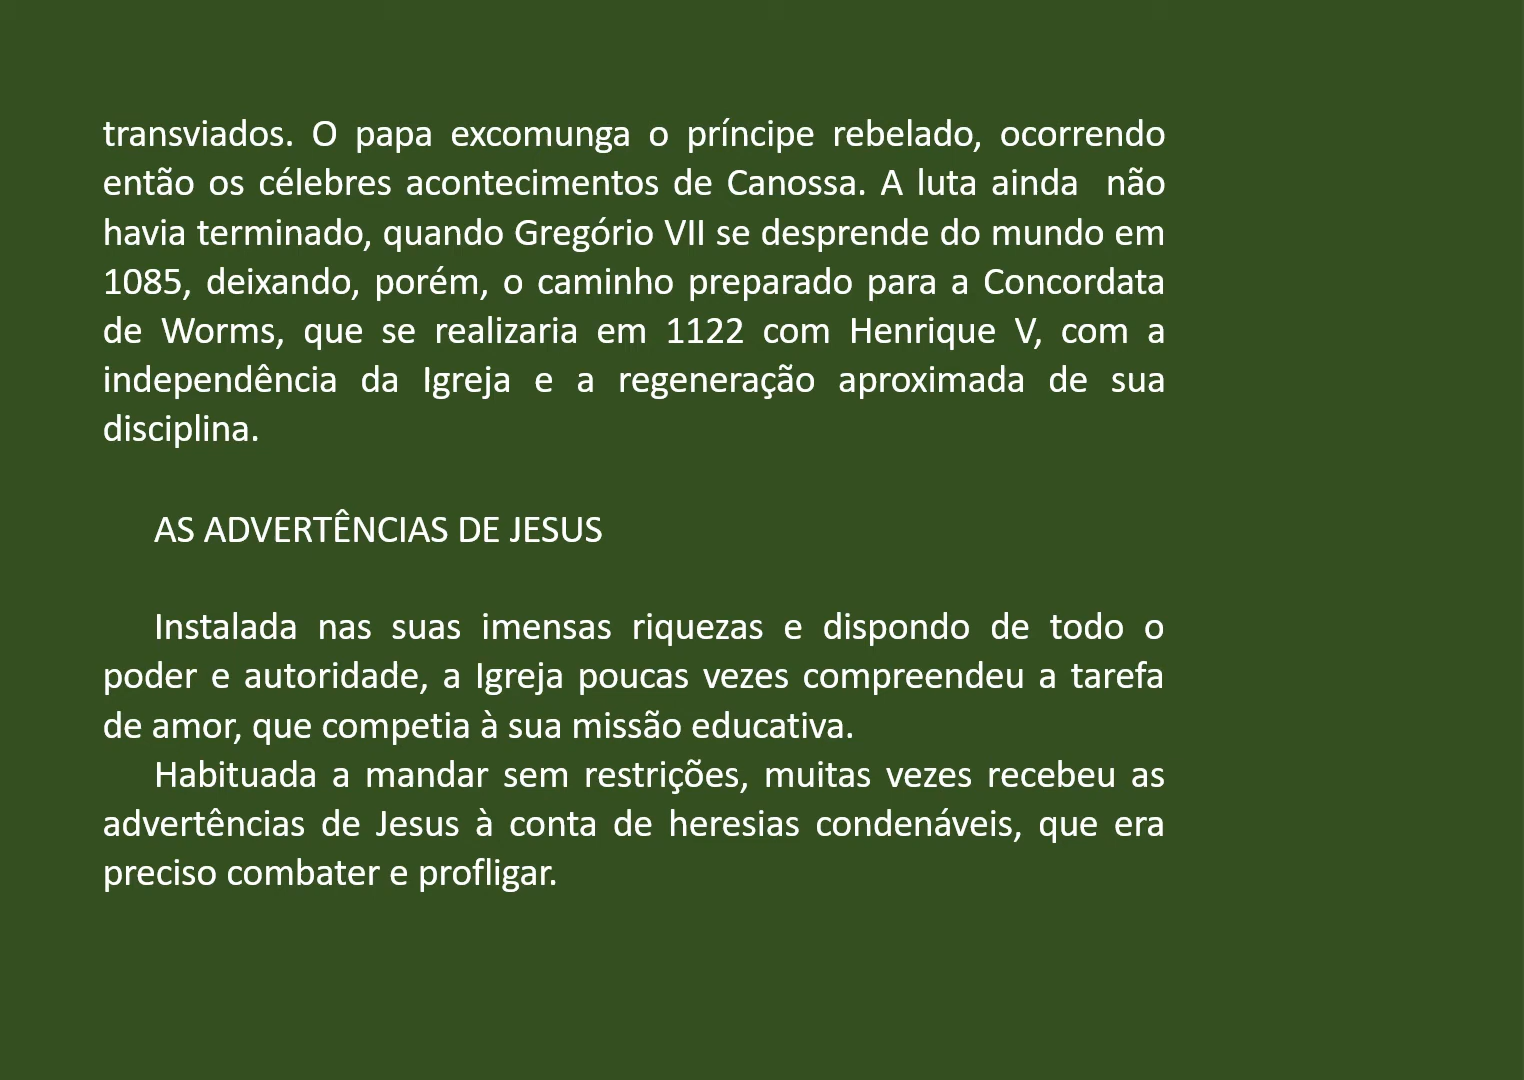 transviados. O papa excomunga o príncipe rebelado, ocorrendo
então os célebres acontecimentos de Canossa. A luta ainda não
havia terminado, quando Gregório VII se desprende do mundo em
1085, deixando, porém, o caminho preparado para a Concordata
de Worms, que se realizaria em 1122 com Henrique V, com a
independência da Igreja e a regeneração aproximada de sua
disciplina.
AS ADVERTÊNCIAS DE JESUS
Instalada nas suas imensas riquezas e dispondo de todo o
poder e autoridade, a Igreja poucas vezes compreendeu a tarefa
de amor, que competia à sua missão educativa.
Habituada a mandar sem restrições, muitas vezes recebeu as
advertências de Jesus à conta de heresias condenáveis, que era
preciso combater e profligar.